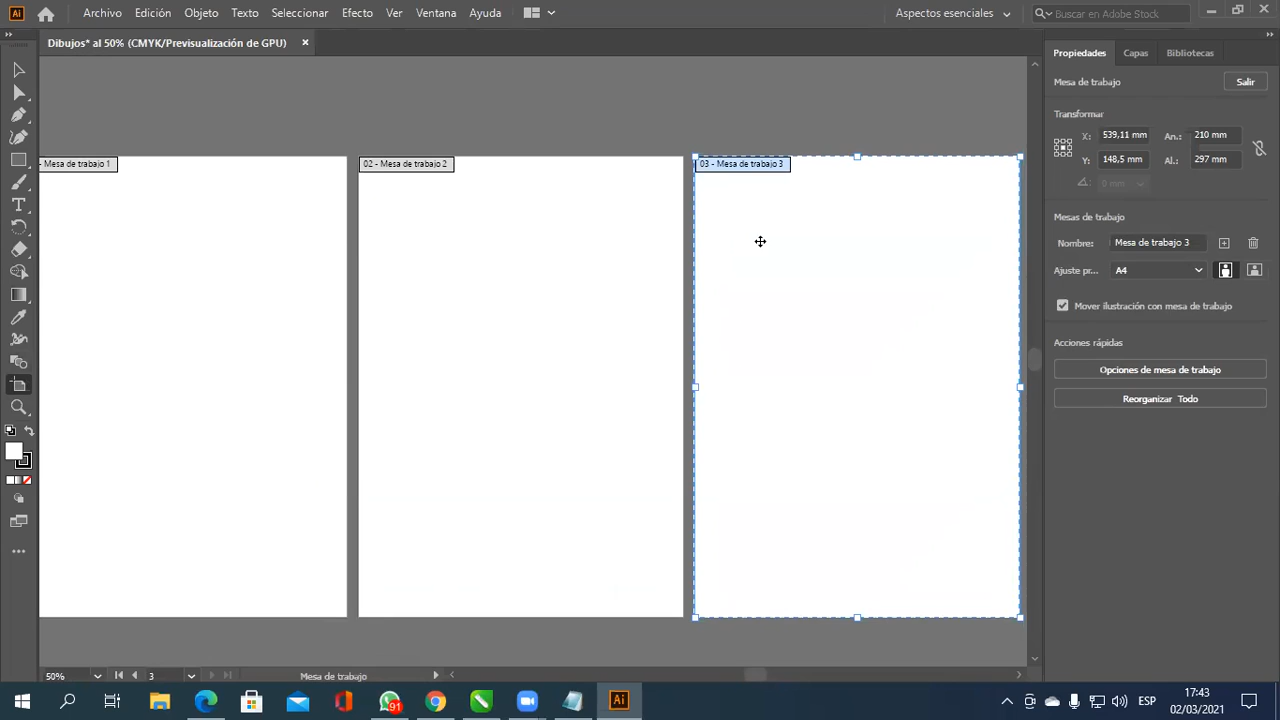 Ai Archivo Edición Objeto Texto Seleccionar Efecto Ver Ventana Ayuda Aspectos esenciales Buscar en Adobe Stock
Dibujos* al 50% (CMYK/Previsualización de GPU) ×
Propiedades Capas Bibliotecas
Mesa de trabajo Salir
Transformar
X: 539,11 mm An.: 210 mm
Y: 148,5 mm Al.: 297 mm
0 mm
Mesas de trabajo
Nombre: Mesa de trabajo 3
Ajuste pr... A4
Mover ilustración con mesa de trabajo
Acciones rápidas
Opciones de mesa de trabajo
Reorganizar Todo
- Mesa de trabajo 1
02 - Mesa de trabajo 2
03 - Mesa de trabajo 3
T
50% 3 Mesa de trabajo
91 Ai ESP
17:43
02/03/2021